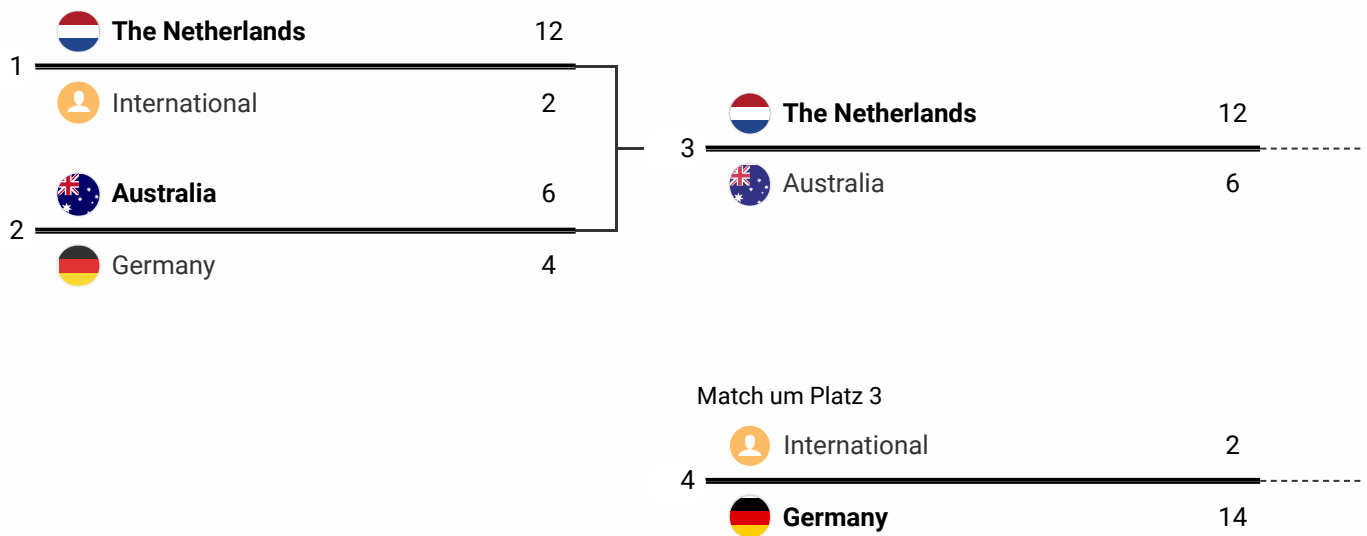 The Netherlands 12
1
International 2
Australia 6
2
Germany 4
The Netherlands 12
3
Australia 6
Match um Platz 3
International 2
4
Germany 14